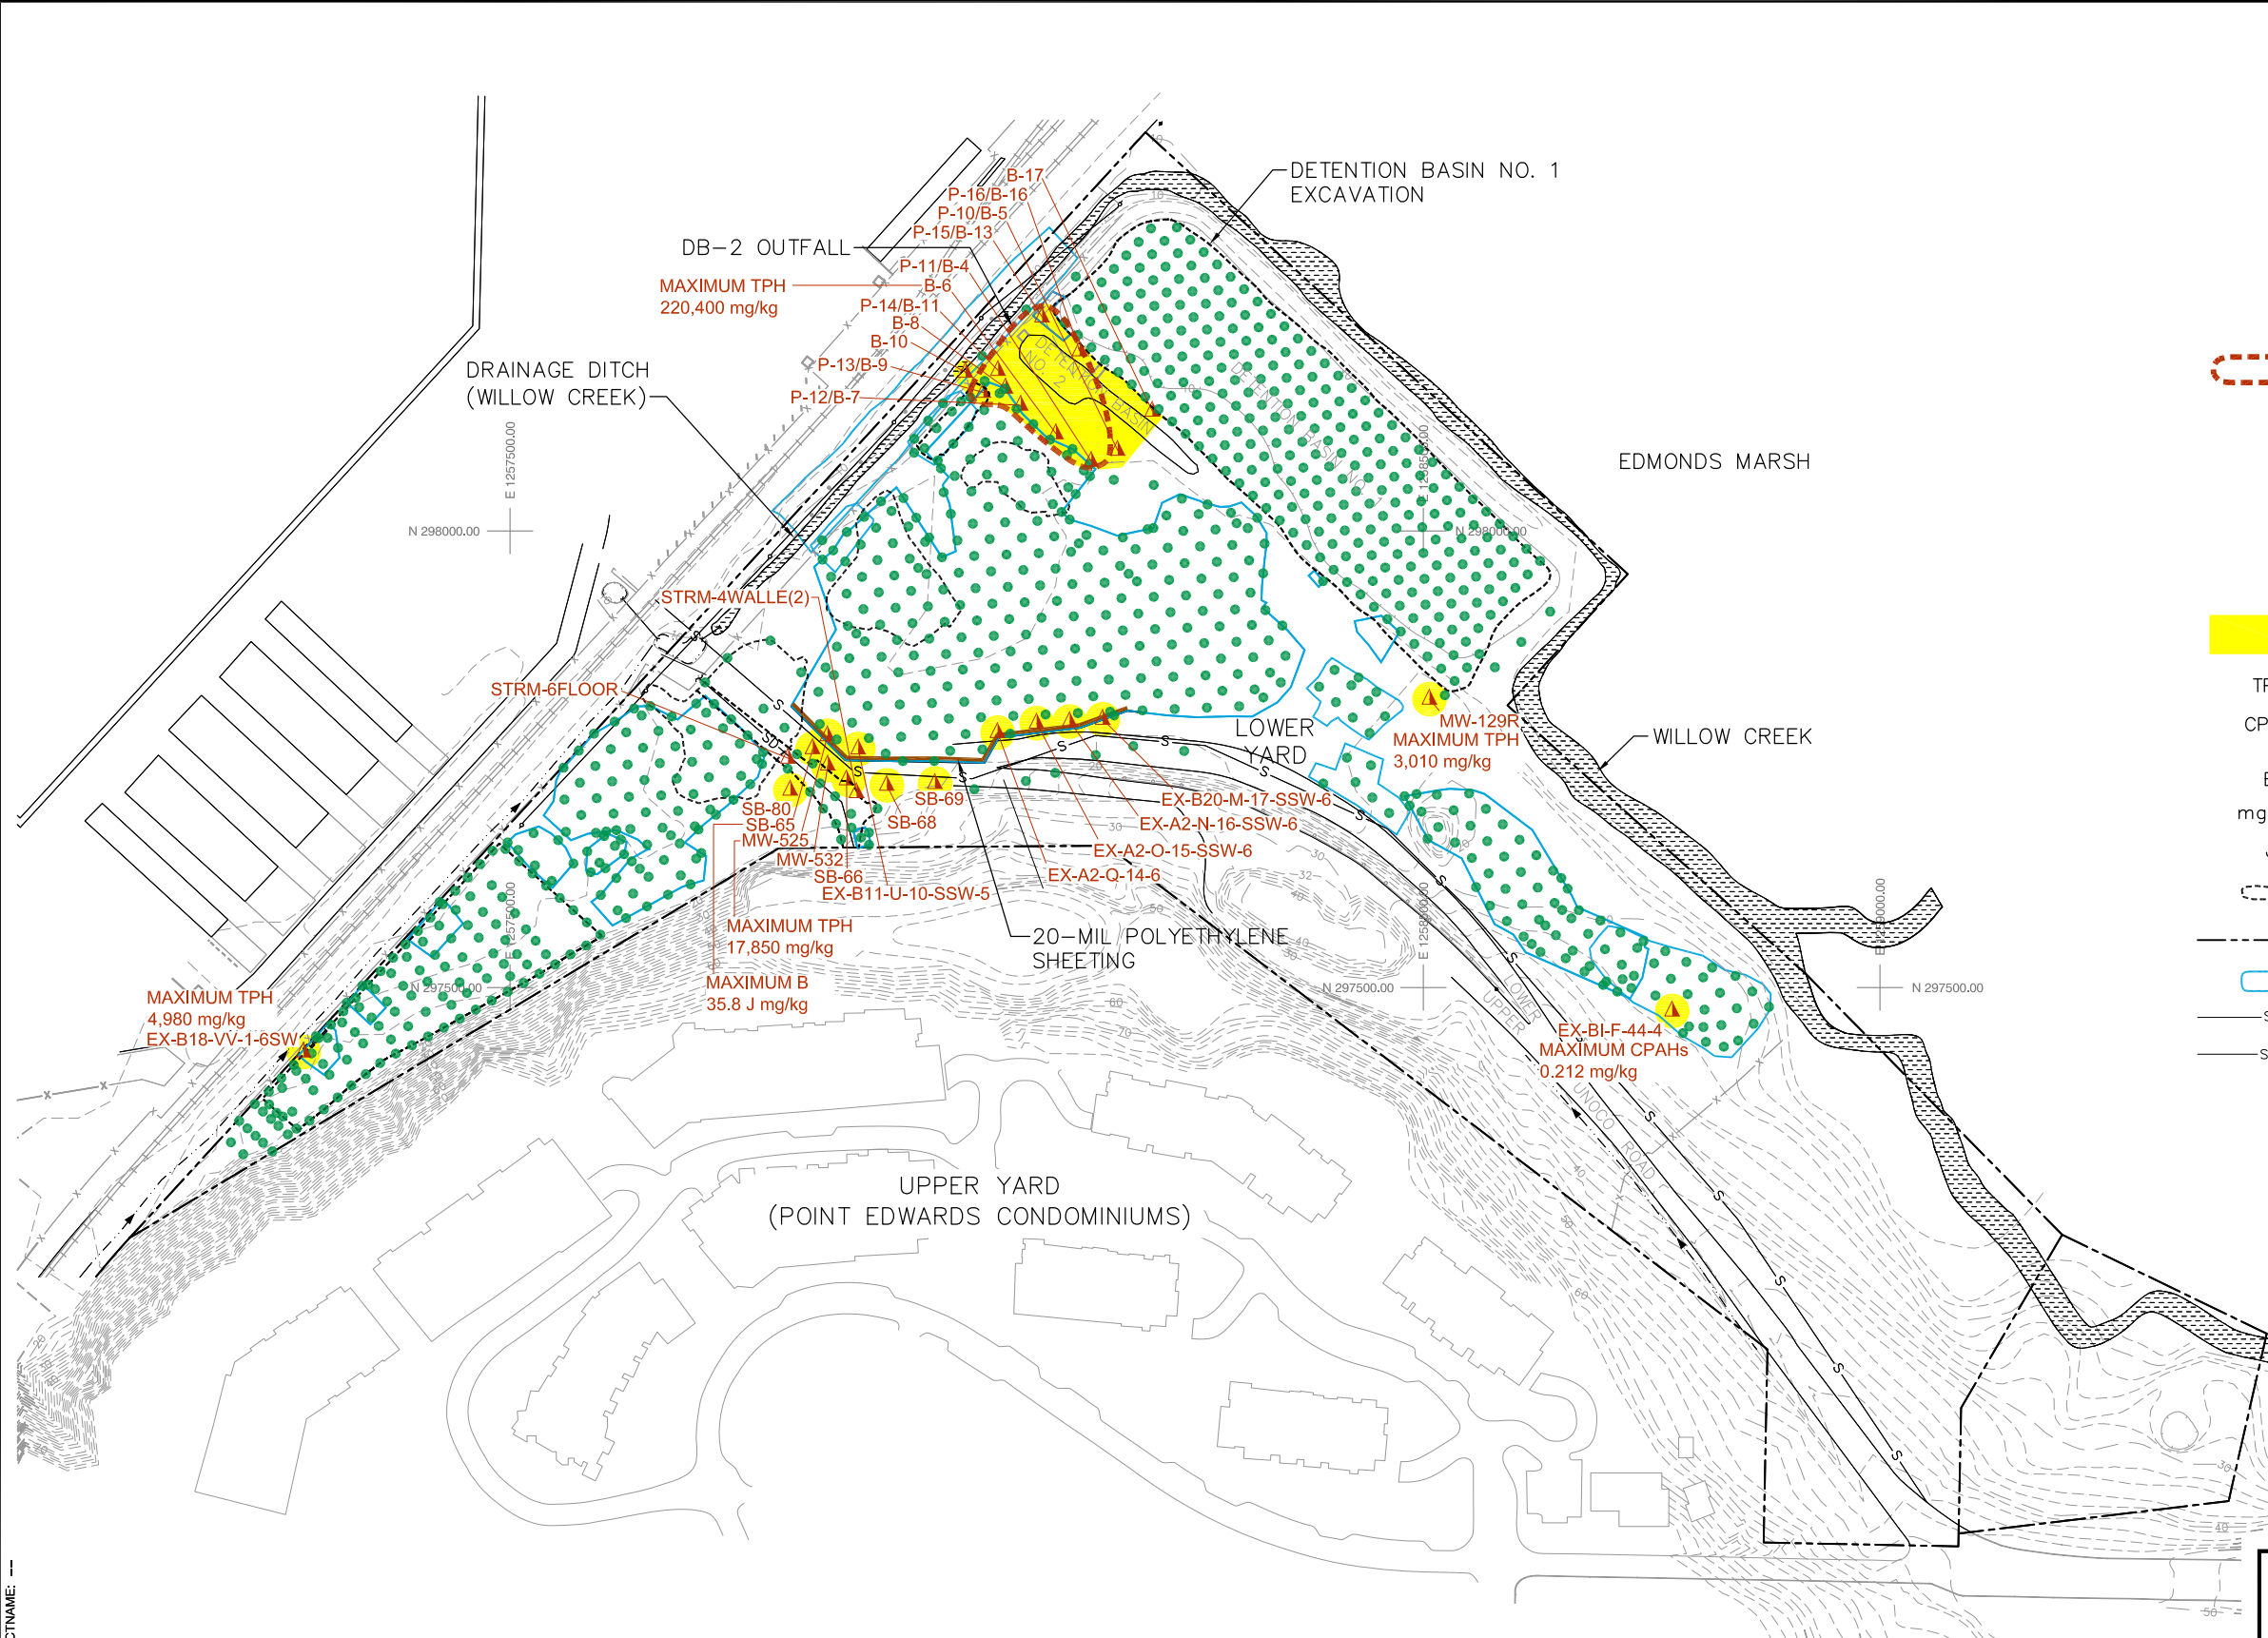 B-17
P-16/B-16
P-10/B-5
P-15/B-13
DETENTION BASIN NO. 1
EXCAVATION
DB-2 OUTFALL
P-11/B-4
MAXIMUM TPH
220,400 mg/kg
B-6
P-14/B-11
B-8
B-10
P-13/B-9
P-12/B-7
DRAINAGE DITCH
(WILLOW CREEK)
DETENTION BASIN
NO. 2
DETENTION BASIN NO. 1
EDMONDS MARSH
E 1257500.00
N 298000.00
N 298000.00
STRM-4WALLE(2)
STRM-6FLOOR
LOWER
YARD
MW-129R
MAXIMUM TPH
3,010 mg/kg
WILLOW CREEK
SB-69
SB-68
SB-80
SB-65
MW-525
MW-532
SB-66
EX-B11-U-10-SSW-5
EX-B20-M-17-SSW-6
EX-A2-N-16-SSW-6
EX-A2-O-15-SSW-6
EX-A2-Q-14-6
MAXIMUM TPH
17,850 mg/kg
MAXIMUM B
35.8 J mg/kg
20-MIL POLYETHYLENE
SHEETING
E 1257500.00
N 297500.00
N 297500.00
N 297500.00
MAXIMUM TPH
4,980 mg/kg
EX-B18-VV-1-6SW
EX-BI-F-44-4
MAXIMUM CPAHs
0.212 mg/kg
LOWER
UPPER
UNOCO ROAD
UPPER YARD
(POINT EDWARDS CONDOMINIUMS)
CTNAME: --